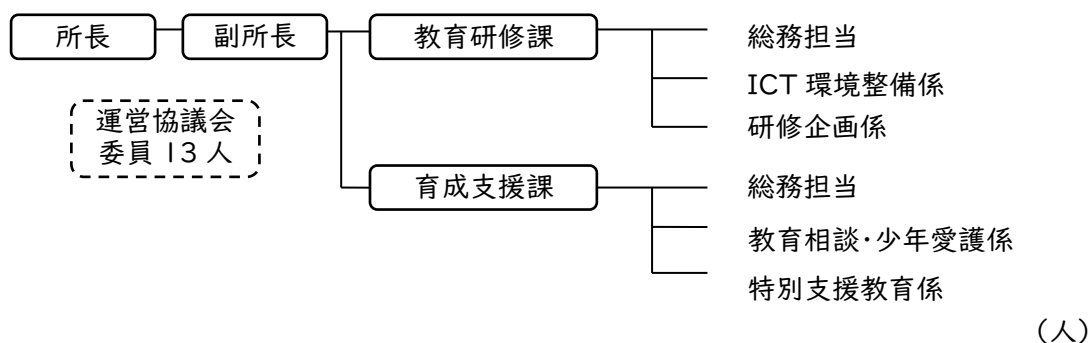 所長
副所長
教育研修課
総務担当
ICT 環境整備係
研修企画係
運営協議会
委員 13 人
育成支援課
総務担当
教育相談・少年愛護係
特別支援教育係
(人)